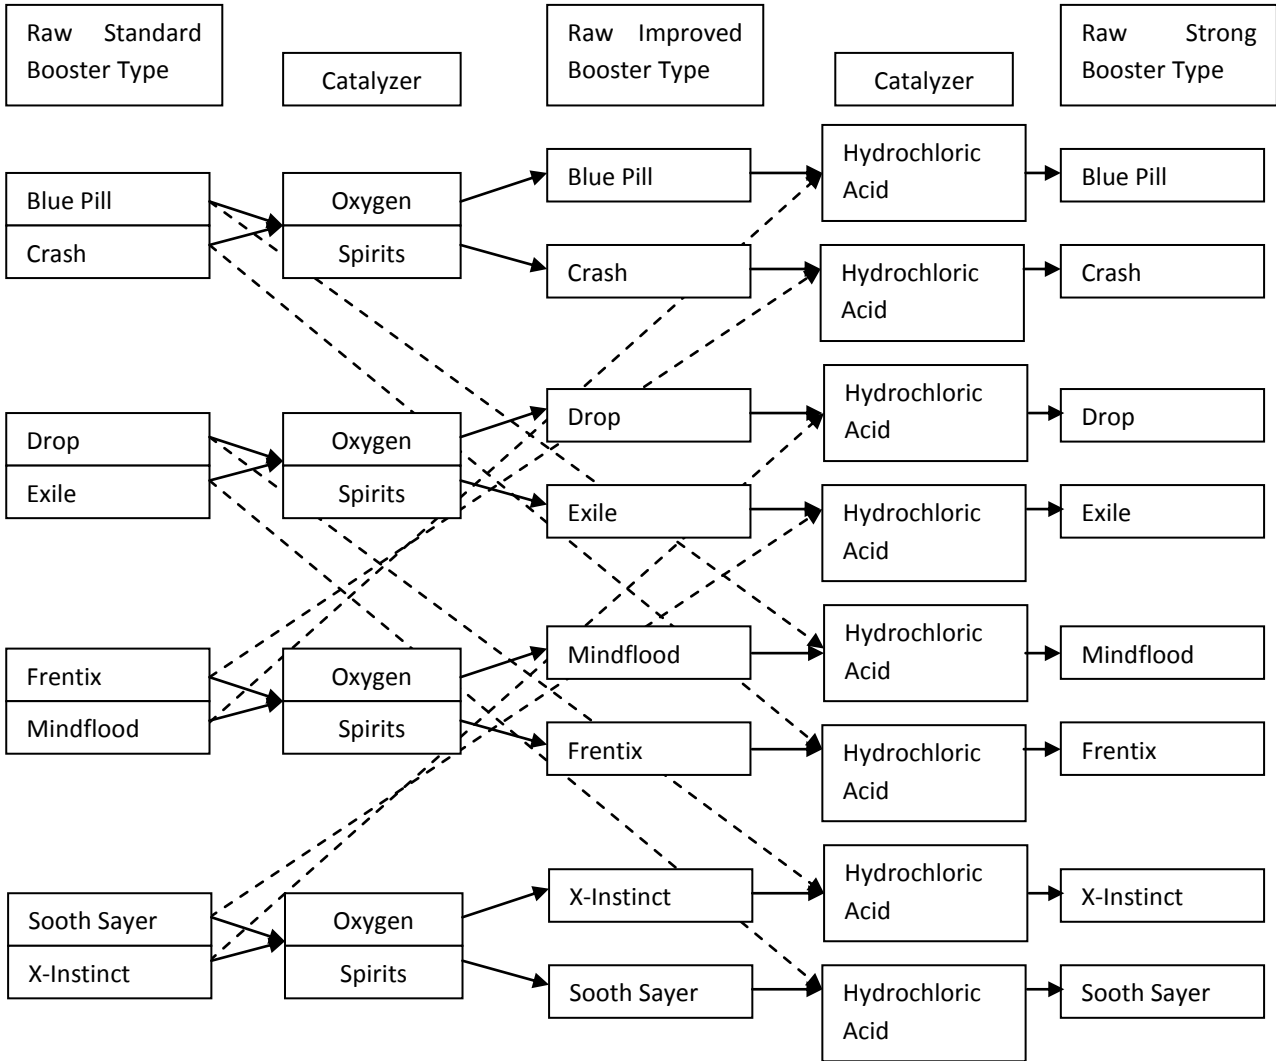 Raw Standard
Booster Type
Catalyzer
Raw Improved
Booster Type
Catalyzer
Raw Strong
Booster Type
Blue Pill
Crash
Oxygen
Spirits
Blue Pill
Crash
Hydrochloric
Acid
Hydrochloric
Acid
Blue Pill
Crash
Drop
Exile
Oxygen
Spirits
Drop
Exile
Hydrochloric
Acid
Hydrochloric
Acid
Drop
Exile
Frentix
Mindflood
Oxygen
Spirits
Mindflood
Frentix
Hydrochloric
Acid
Hydrochloric
Acid
Mindflood
Frentix
Sooth Sayer
X-Instinct
Oxygen
Spirits
X-Instinct
Sooth Sayer
Hydrochloric
Acid
Hydrochloric
Acid
X-Instinct
Sooth Sayer